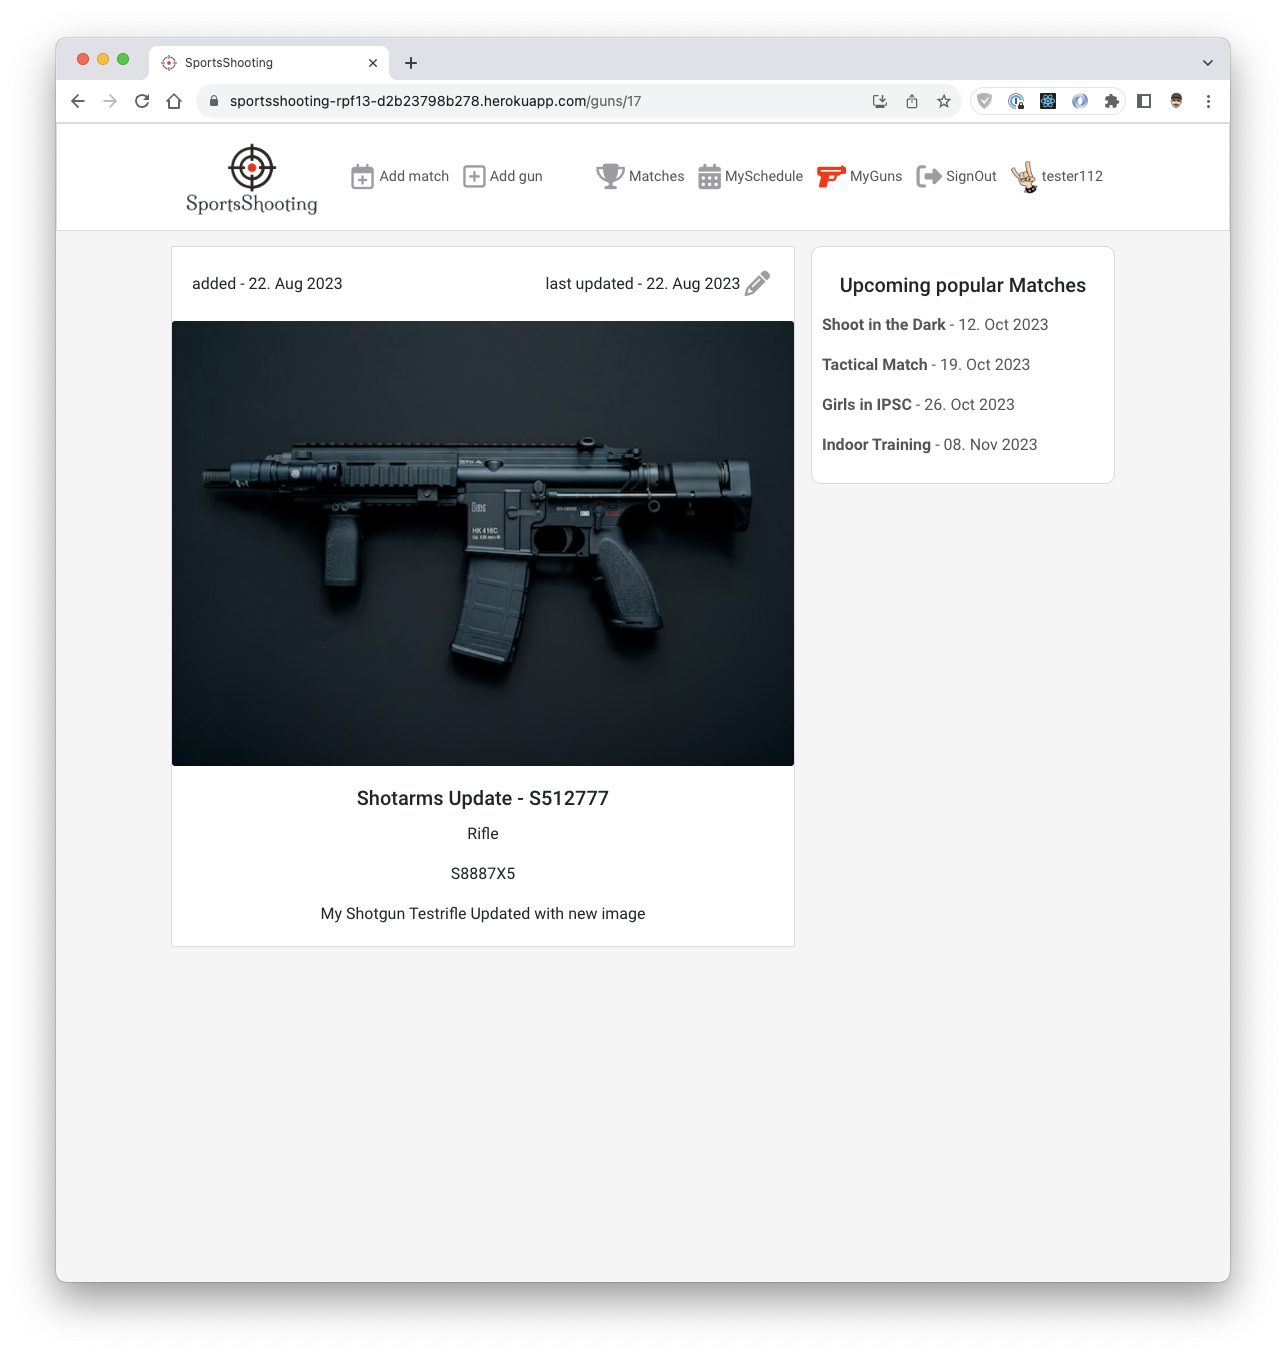 SportsShooting
sportsshooting-rpf13-d2b23798b278.herokuapp.com/guns/17
SportsShooting
Add match
Add gun
Matches
MySchedule
MyGuns
SignOut
tester112
added - 22. Aug 2023
last updated - 22. Aug 2023
HK 416C
Shotarms Update - S512777
Rifle
S8887X5
My Shotgun Testrifle Updated with new image
Upcoming popular Matches
Shoot in the Dark - 12. Oct 2023
Tactical Match - 19. Oct 2023
Girls in IPSC - 26. Oct 2023
Indoor Training - 08. Nov 2023